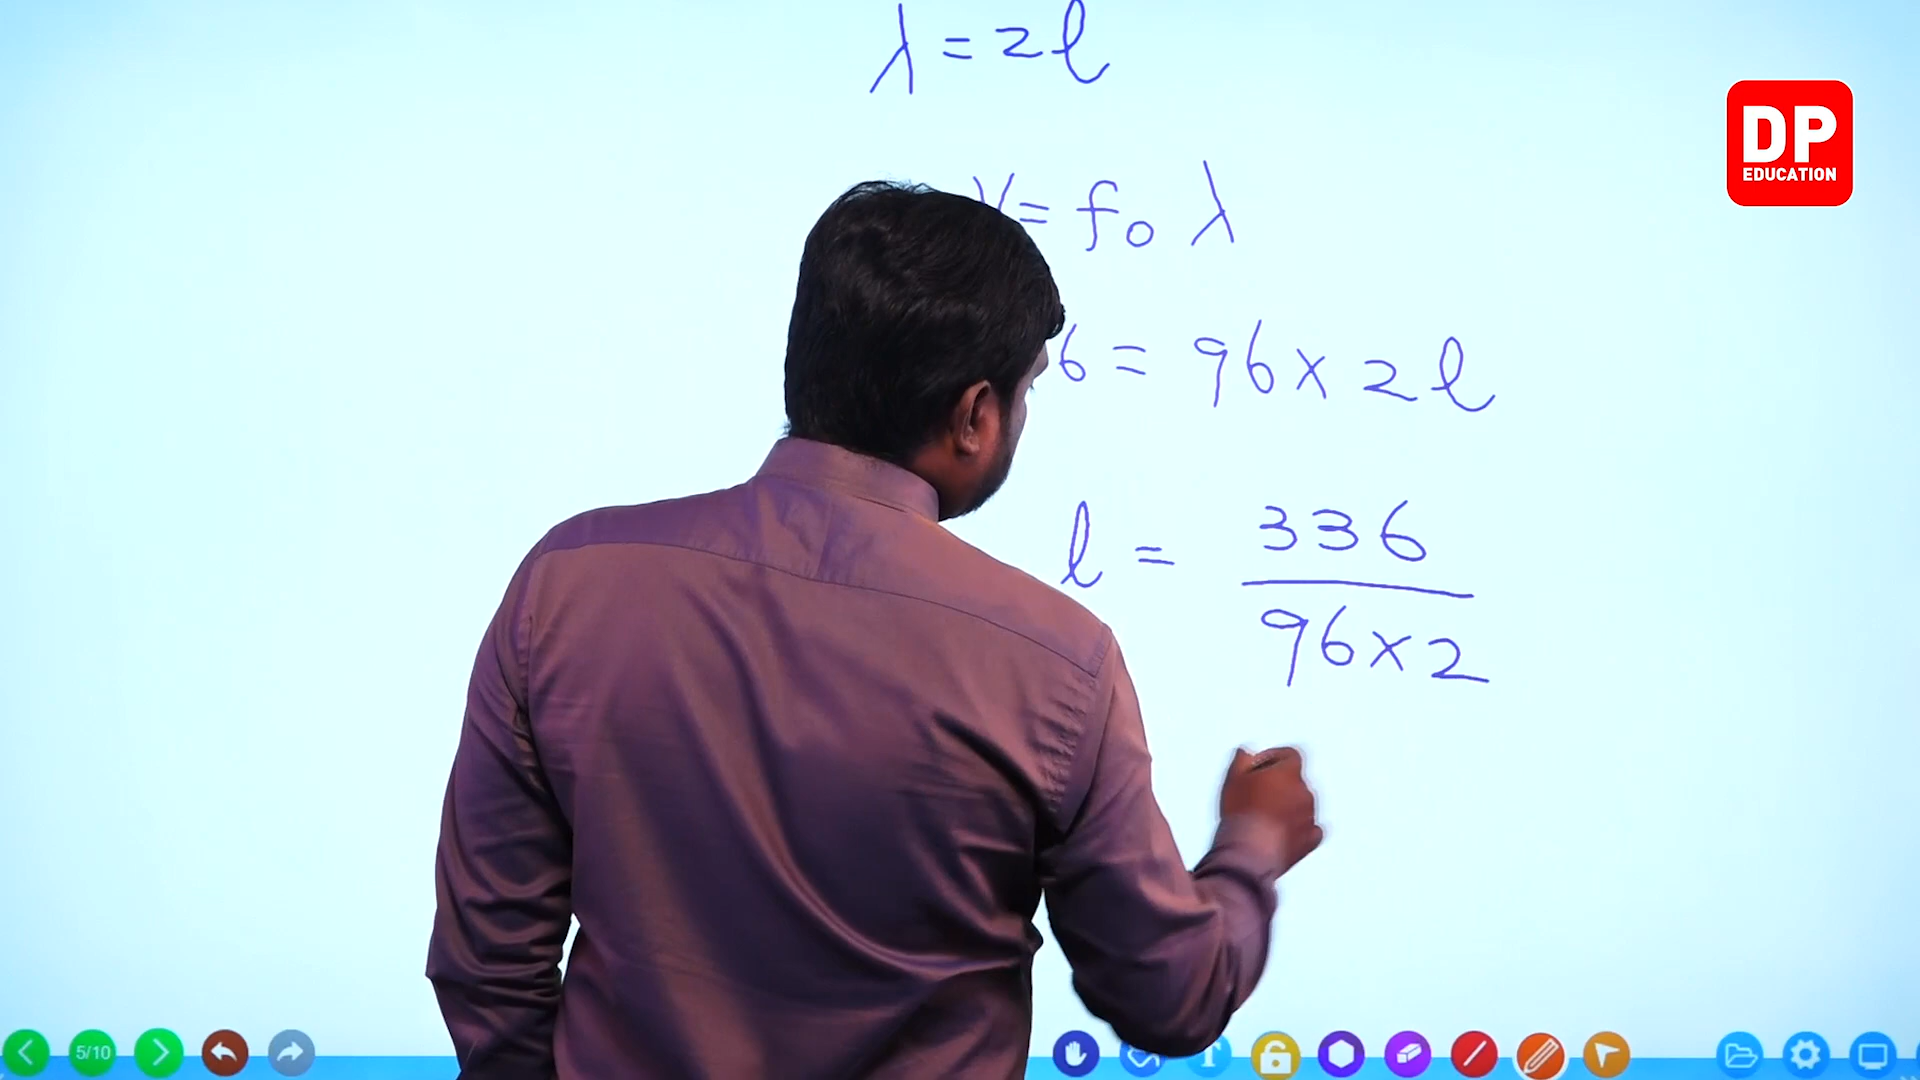 λ = 2l
DP
EDUCATION
V = f₀ λ
6 = 96 x 2l
l = 336
96 x 2
5/10
T